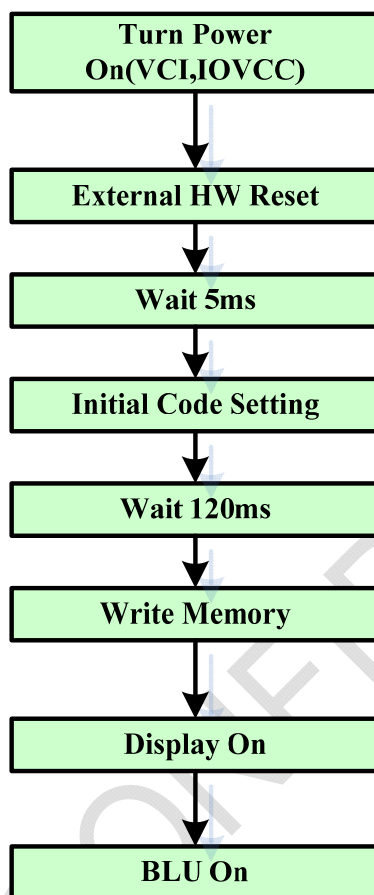 Turn Power
On(VCI,IOVCC)
External HW Reset
Wait 5ms
Initial Code Setting
Wait 120ms
Write Memory
Display On
BLU On